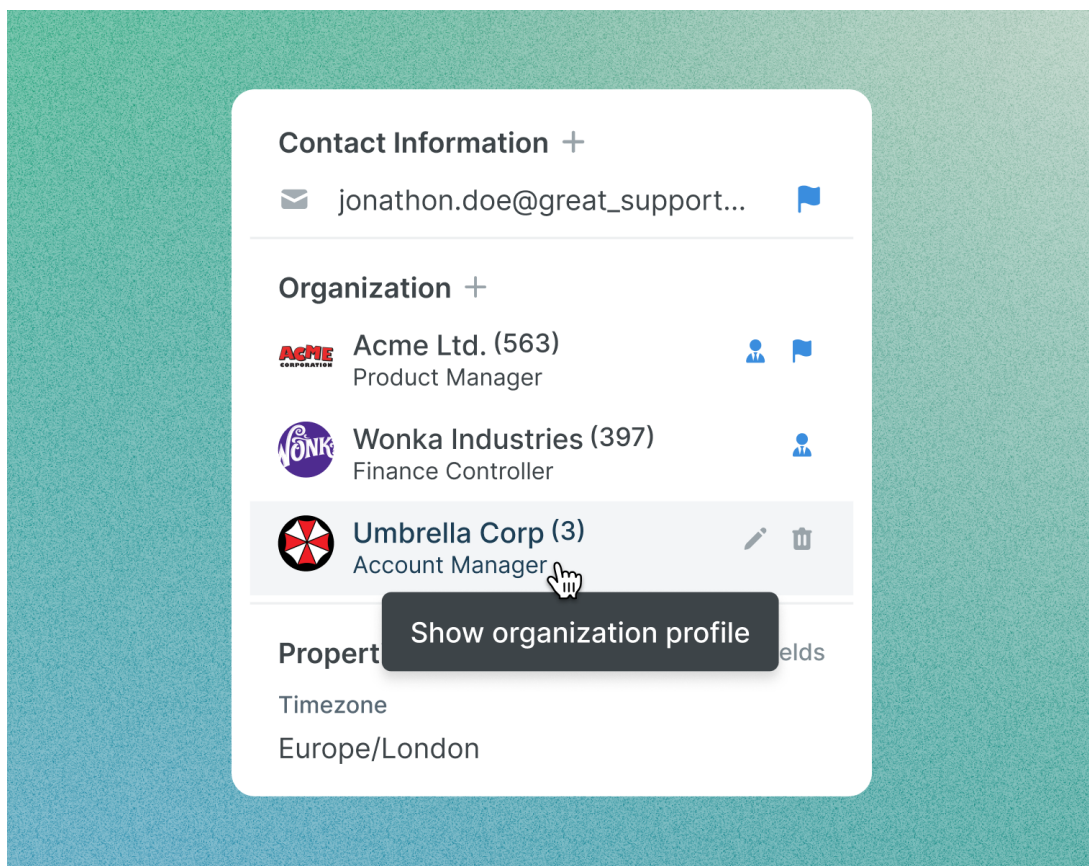 Contact Information
jonathon.doe@great_support...
Organization
ACME
CORPORATION
Acme Ltd. (563)
Product Manager
WONK
Wonka Industries (397)
Finance Controller
Umbrella Corp (3)
Account Manager
Show organization profile
Propert
elds
Timezone
Europe/London